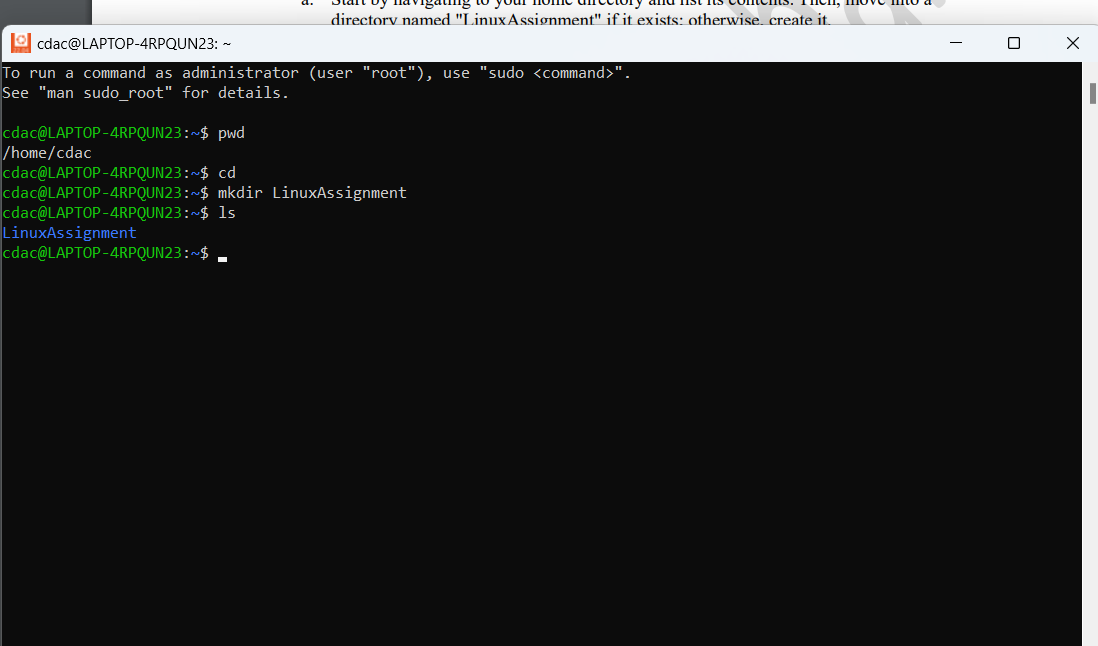 a. Start by navigating to your home directory and list its contents. Then, move into a
directory named "LinuxAssignment" if it exists; otherwise, create it.
cdac@LAPTOP-4RPQUN23: ~
To run a command as administrator (user "root"), use "sudo <command>".
See "man sudo_root" for details.
cdac@LAPTOP-4RPQUN23:~$ pwd
/home/cdac
cdac@LAPTOP-4RPQUN23:~$ cd
cdac@LAPTOP-4RPQUN23:~$ mkdir LinuxAssignment
cdac@LAPTOP-4RPQUN23:~$ ls
LinuxAssignment
cdac@LAPTOP-4RPQUN23:~$